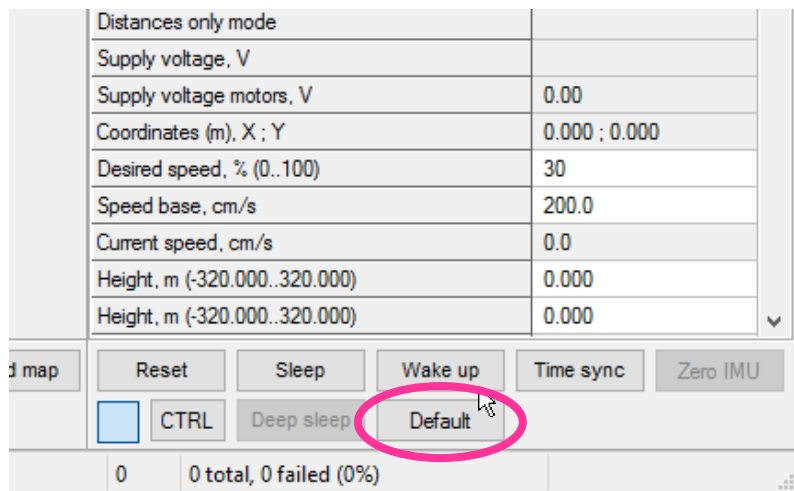 Distances only mode
Supply voltage, V
Supply voltage motors, V 0.00
Coordinates (m), X ; Y 0.000 ; 0.000
Desired speed, % (0..100) 30
Speed base, cm/s 200.0
Current speed, cm/s 0.0
Height, m (-320.000..320.000) 0.000
Height, m (-320.000..320.000) 0.000
d map Reset Sleep Wake up Time sync Zero IMU
CTRL Deep sleep Default
0 0 total, 0 failed (0%)